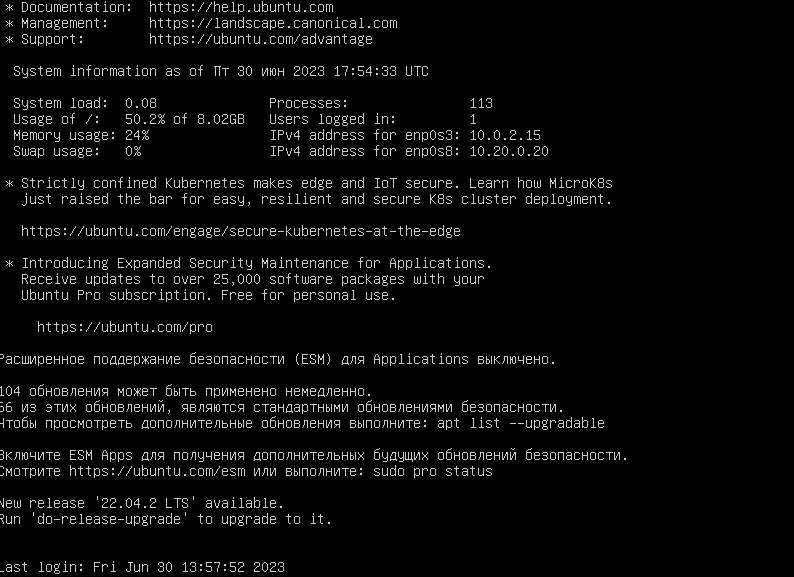 * Documentation:  https://help.ubuntu.com
* Management:     https://landscape.canonical.com
* Support:        https://ubuntu.com/advantage
System information as of Пт 30 июн 2023 17:54:33 UTC
System load:  0.08              Processes:               113
Usage of /:   50.2% of 8.02GB   Users logged in:         1
Memory usage: 24%               IPv4 address for enp0s3: 10.0.2.15
Swap usage:   0%                IPv4 address for enp0s8: 10.20.0.20
* Strictly confined Kubernetes makes edge and IoT secure. Learn how MicroK8s
just raised the bar for easy, resilient and secure K8s cluster deployment.
https://ubuntu.com/engage/secure-kubernetes-at-the-edge
* Introducing Expanded Security Maintenance for Applications.
Receive updates to over 25,000 software packages with your
Ubuntu Pro subscription. Free for personal use.
https://ubuntu.com/pro
Расширенное поддержание безопасности (ESM) для Applications выключено.
104 обновления может быть применено немедленно.
66 из этих обновлений, являются стандартными обновлениями безопасности.
Чтобы просмотреть дополнительные обновления выполните: apt list --upgradable
Включите ESM Apps для получения дополнительных будущих обновлений безопасности.
Смотрите https://ubuntu.com/esm или выполните: sudo pro status
New release '22.04.2 LTS' available.
Run 'do-release-upgrade' to upgrade to it.
Last login: Fri Jun 30 13:57:52 2023